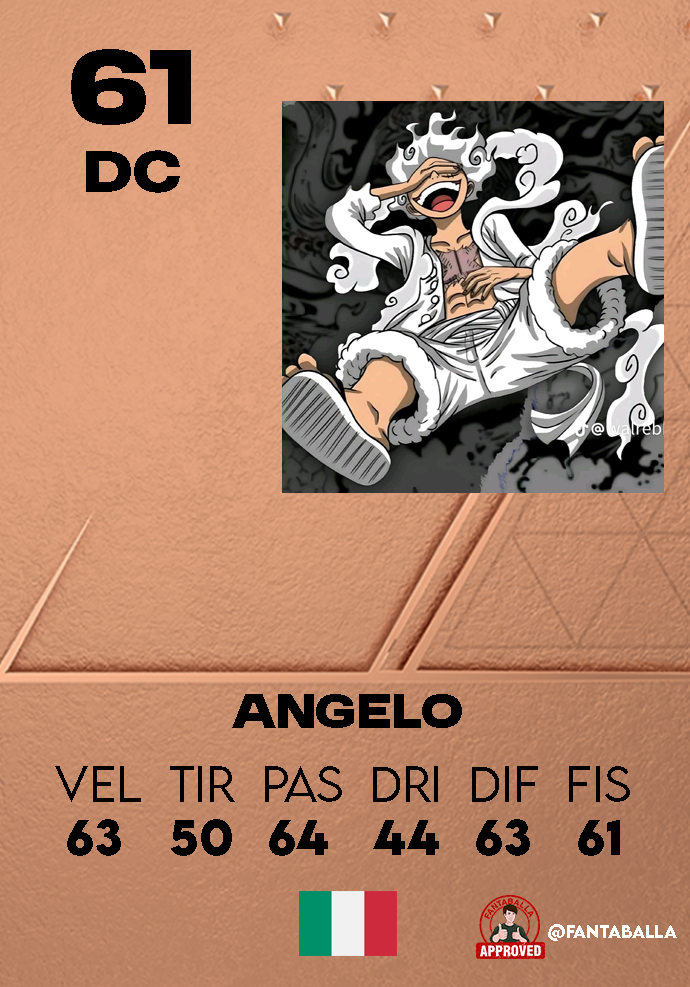 61
DC
ANGELO
VEL TIR PAS DRI DIF FIS
63 50 64 44 63 61
FANTABALLA
APPROVED
@FANTABALLA